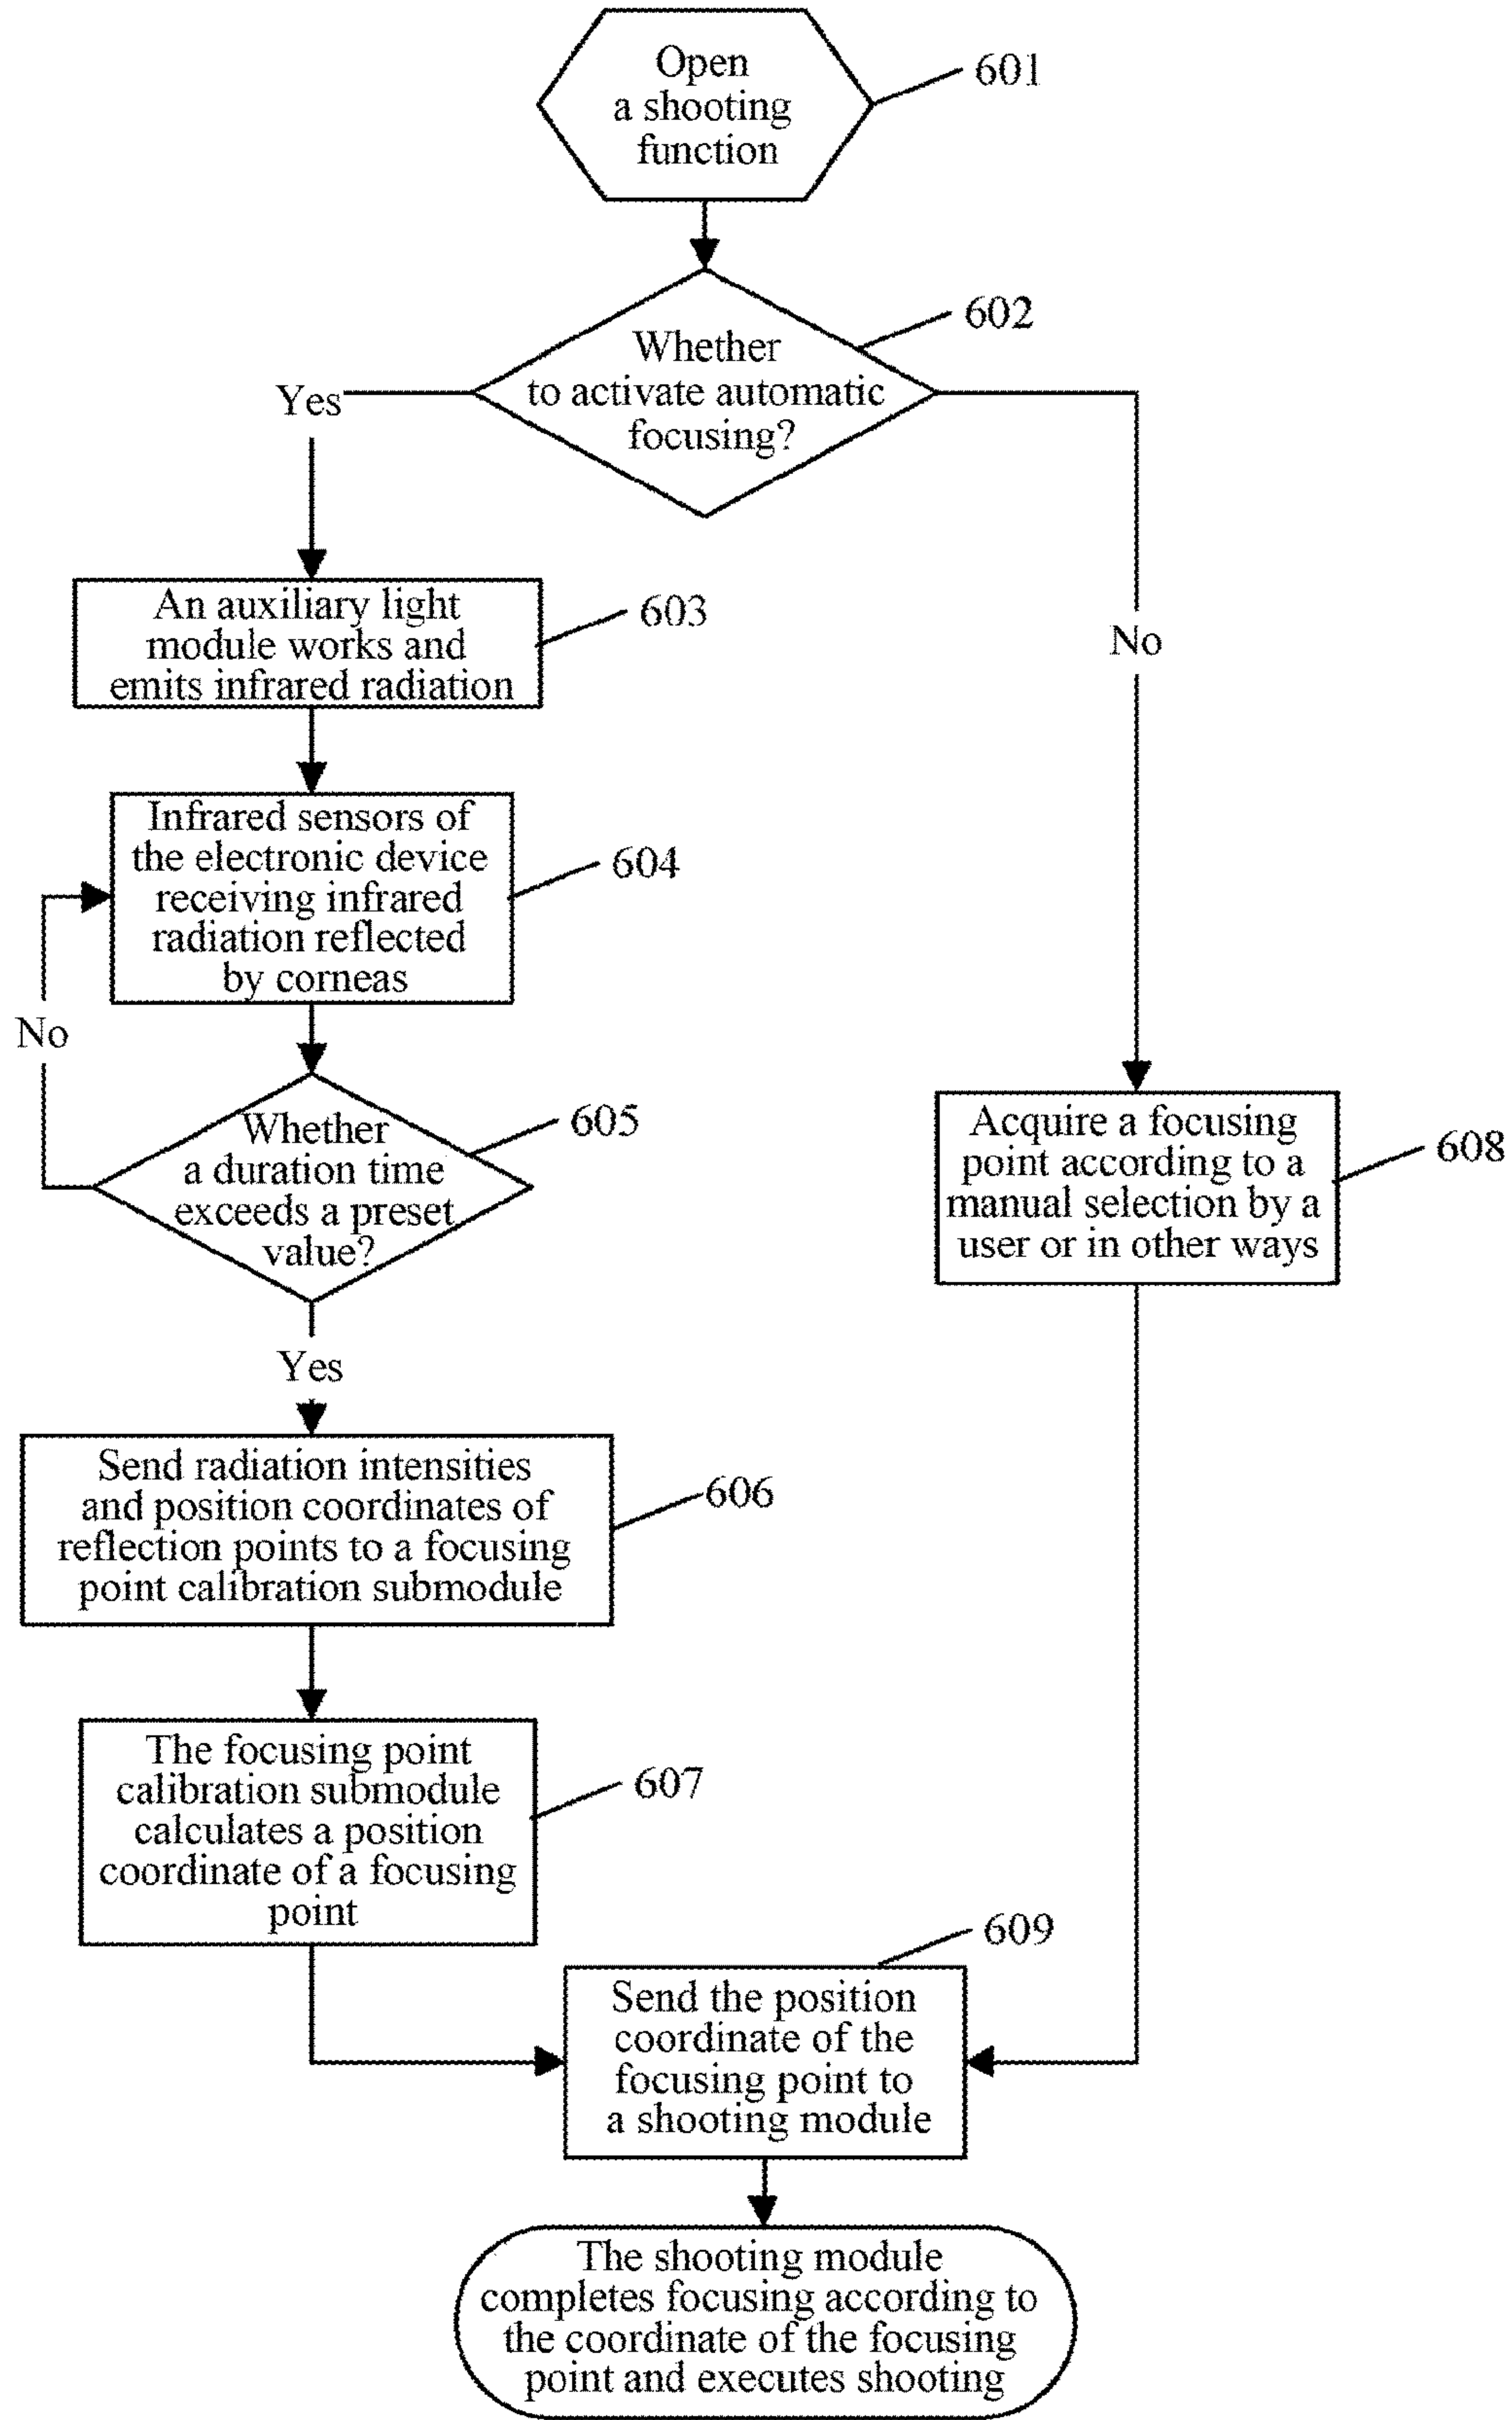 Open
a shooting
function
601
602
Whether
to activate automatic
focusing?
Yes
No
An auxiliary light
module works and
emits infrared radiation
603
Infrared sensors of
the electronic device
receiving infrared
radiation reflected
by corneas
604
No
Whether
a duration time
exceeds a preset
value?
605
Yes
Acquire a focusing
point according to a
manual selection by a
user or in other ways
608
Send radiation intensities
and position coordinates of
reflection points to a focusing
point calibration submodule
606
The focusing point
calibration submodule
calculates a position
coordinate of a focusing
point
607
609
Send the position
coordinate of the
focusing point to
a shooting module
The shooting module
completes focusing according to
the coordinate of the focusing
point and executes shooting